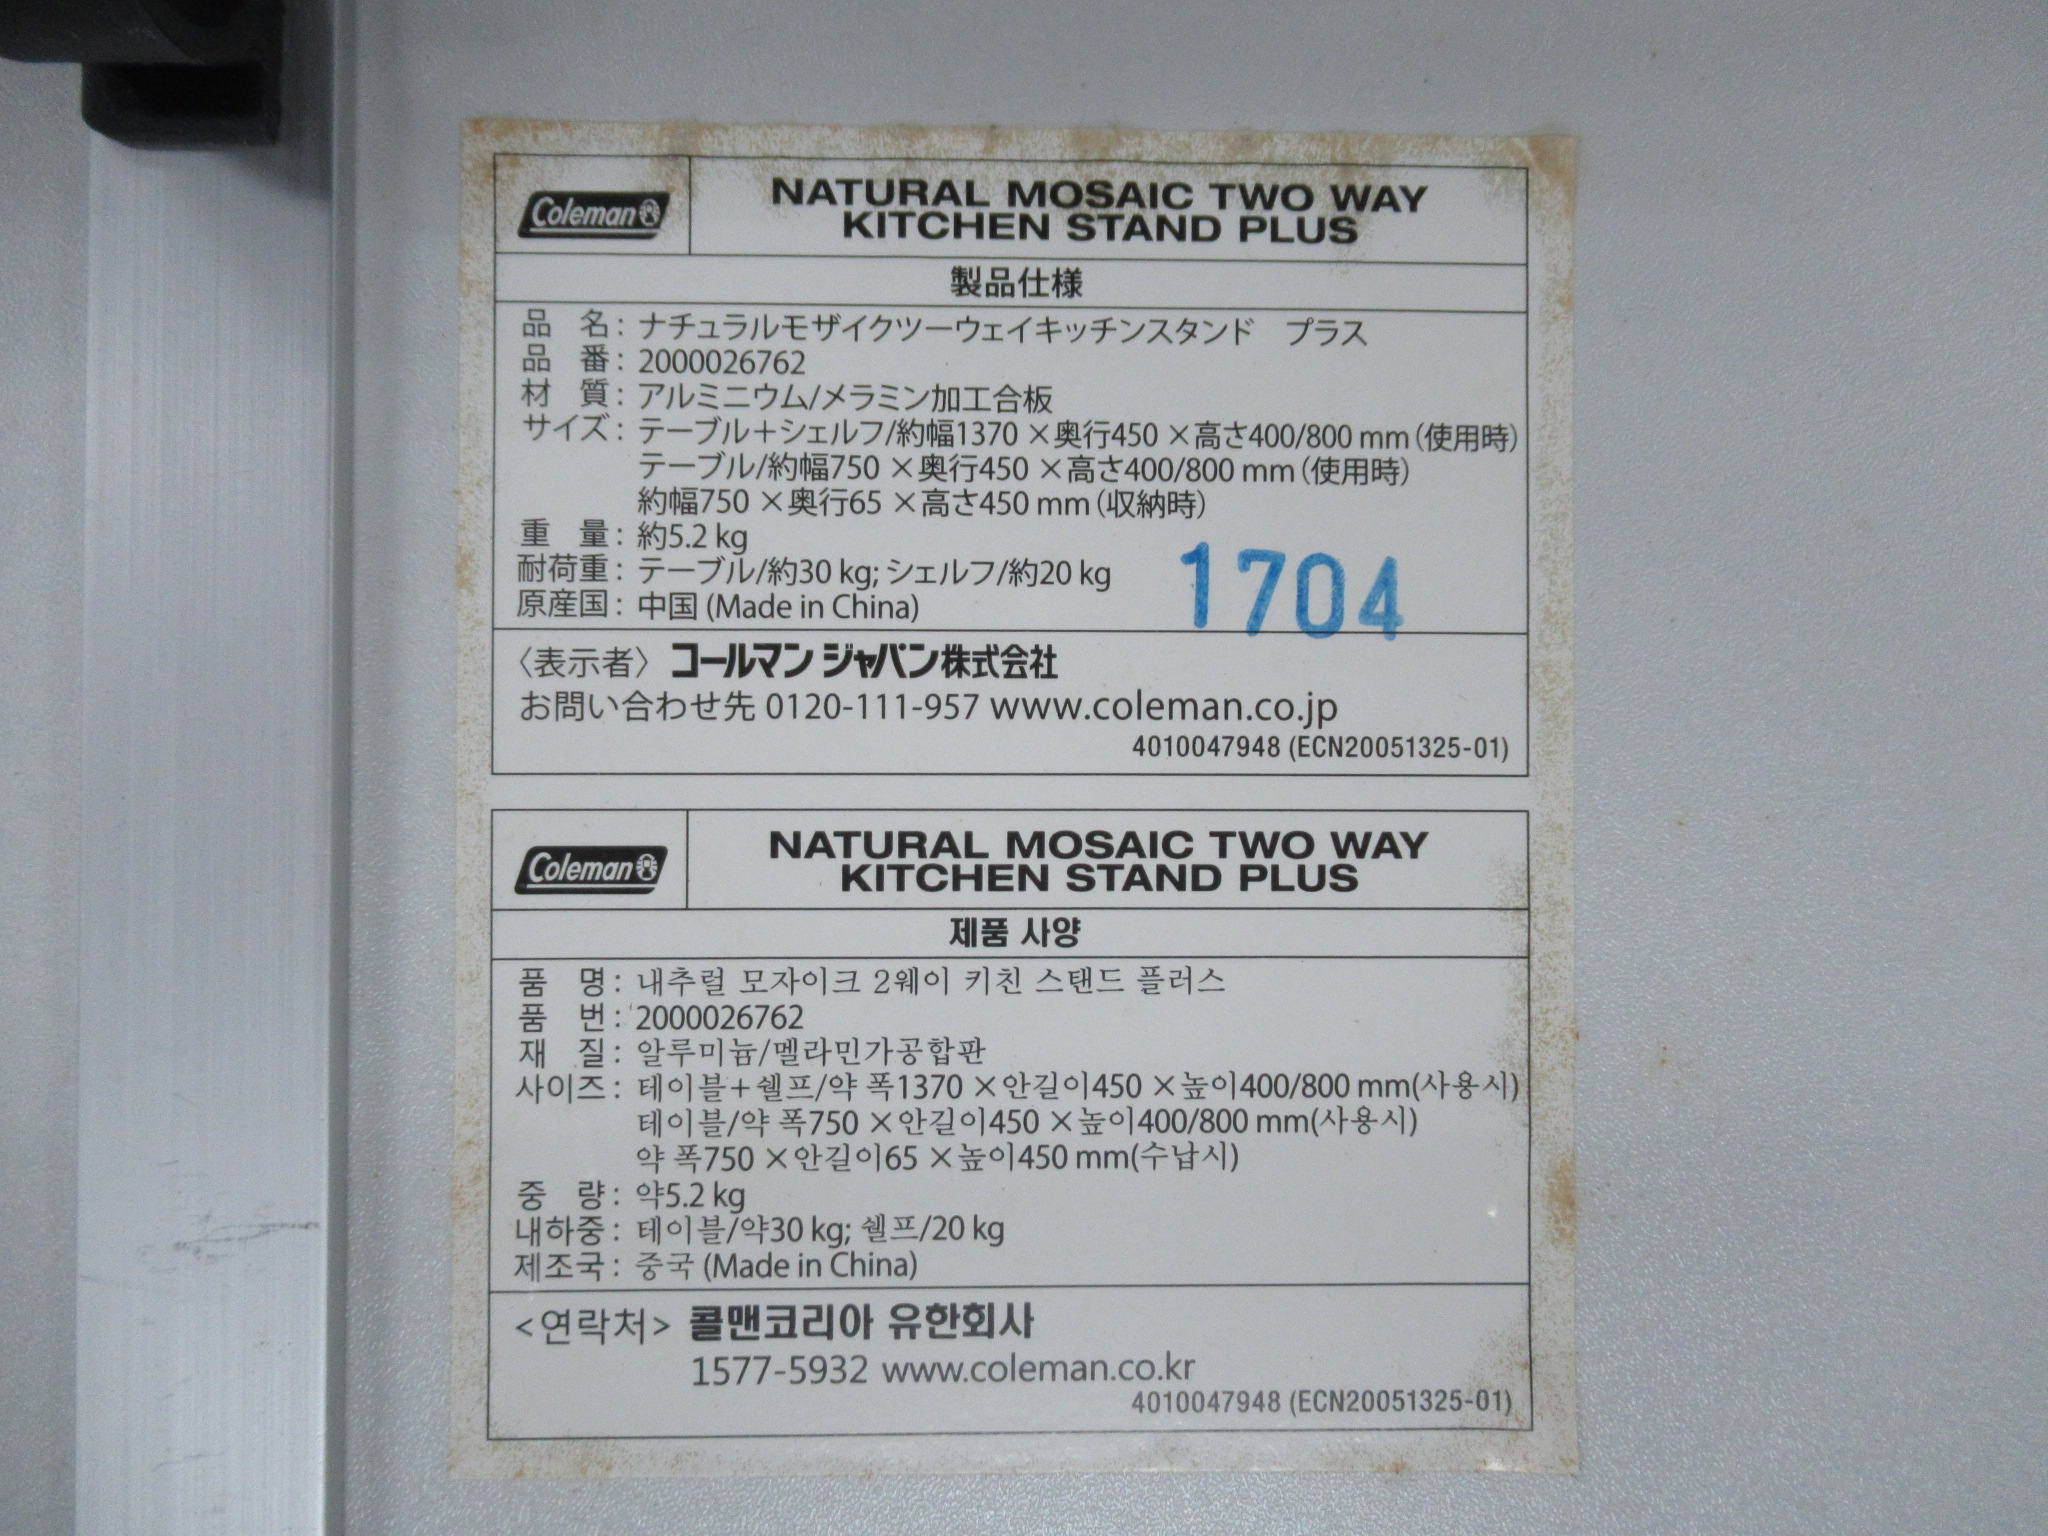 Coleman
NATURAL MOSAIC TWO WAY
KITCHEN STAND PLUS
製品仕様
品 名: ナチュラルモザイクツーウェイキッチンスタンド プラス
品 番: 2000026762
材 質: アルミニウム/メラミン加工合板
サイズ: テーブル＋シェルフ/約幅1370 ×奥行450 ×高さ400/800 mm（使用時）
テーブル/約幅750 ×奥行450 ×高さ400/800 mm（使用時）
約幅750 ×奥行65 ×高さ450 mm（収納時）
重 量: 約5.2 kg
耐荷重: テーブル/約30 kg; シェルフ/約20 kg
原産国: 中国 (Made in China)
1704
〈表示者〉 コールマン ジャパン株式会社
お問い合わせ先 0120-111-957 www.coleman.co.jp
4010047948 (ECN20051325-01)
Coleman
NATURAL MOSAIC TWO WAY
KITCHEN STAND PLUS
제품 사양
품 명: 내추럴 모자이크 2웨이 키친 스탠드 플러스
품 번: 2000026762
재 질: 알루미늄/멜라민가공합판
사이즈: 테이블＋쉘프/약 폭1370 ×안길이450 ×높이400/800 mm(사용시)
테이블/약 폭750 ×안길이450 ×높이400/800 mm(사용시)
약 폭750 ×안길이65 ×높이450 mm(수납시)
중 량: 약5.2 kg
내하중: 테이블/약30 kg; 쉘프/20 kg
제조국: 중국 (Made in China)
<연락처> 콜맨코리아 유한회사
1577-5932 www.coleman.co.kr
4010047948 (ECN20051325-01)